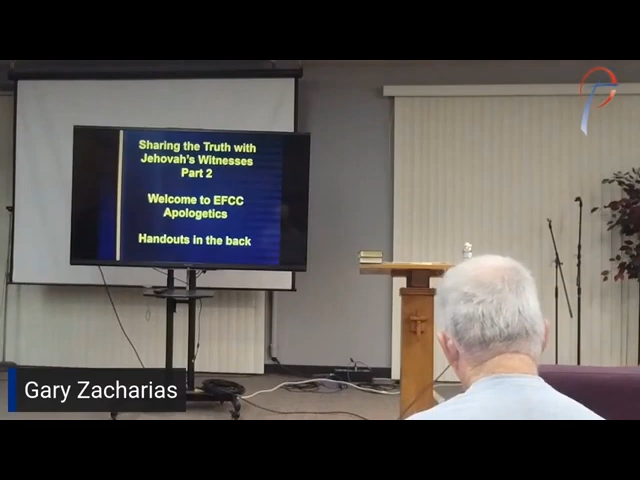 Sharing the Truth with
Jehovah's Witnesses
Part 2
Welcome to EFCC
Apologetics
Handouts in the back
Gary Zacharias